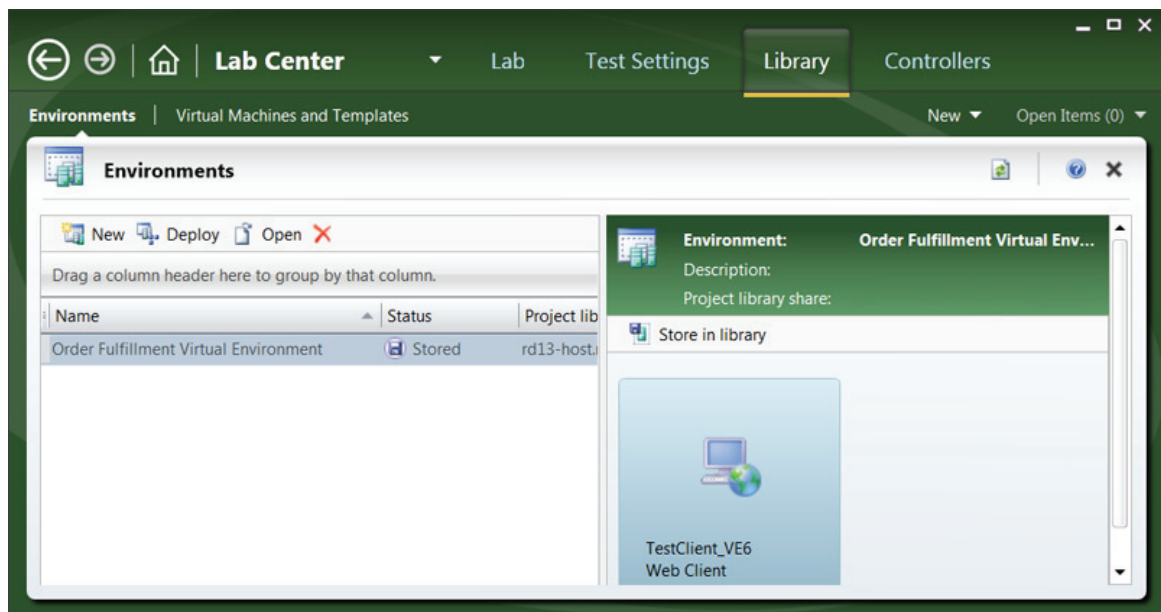 Lab Center Lab Test Settings Library Controllers
Environments | Virtual Machines and Templates New Open Items (0)
Environments
New Deploy Open
Drag a column header here to group by that column.
Name Status Project lib
Order Fulfillment Virtual Environment Stored rd13-host.
Environment: Order Fulfillment Virtual Env...
Description:
Project library share:
Store in library
TestClient_VE6
Web Client